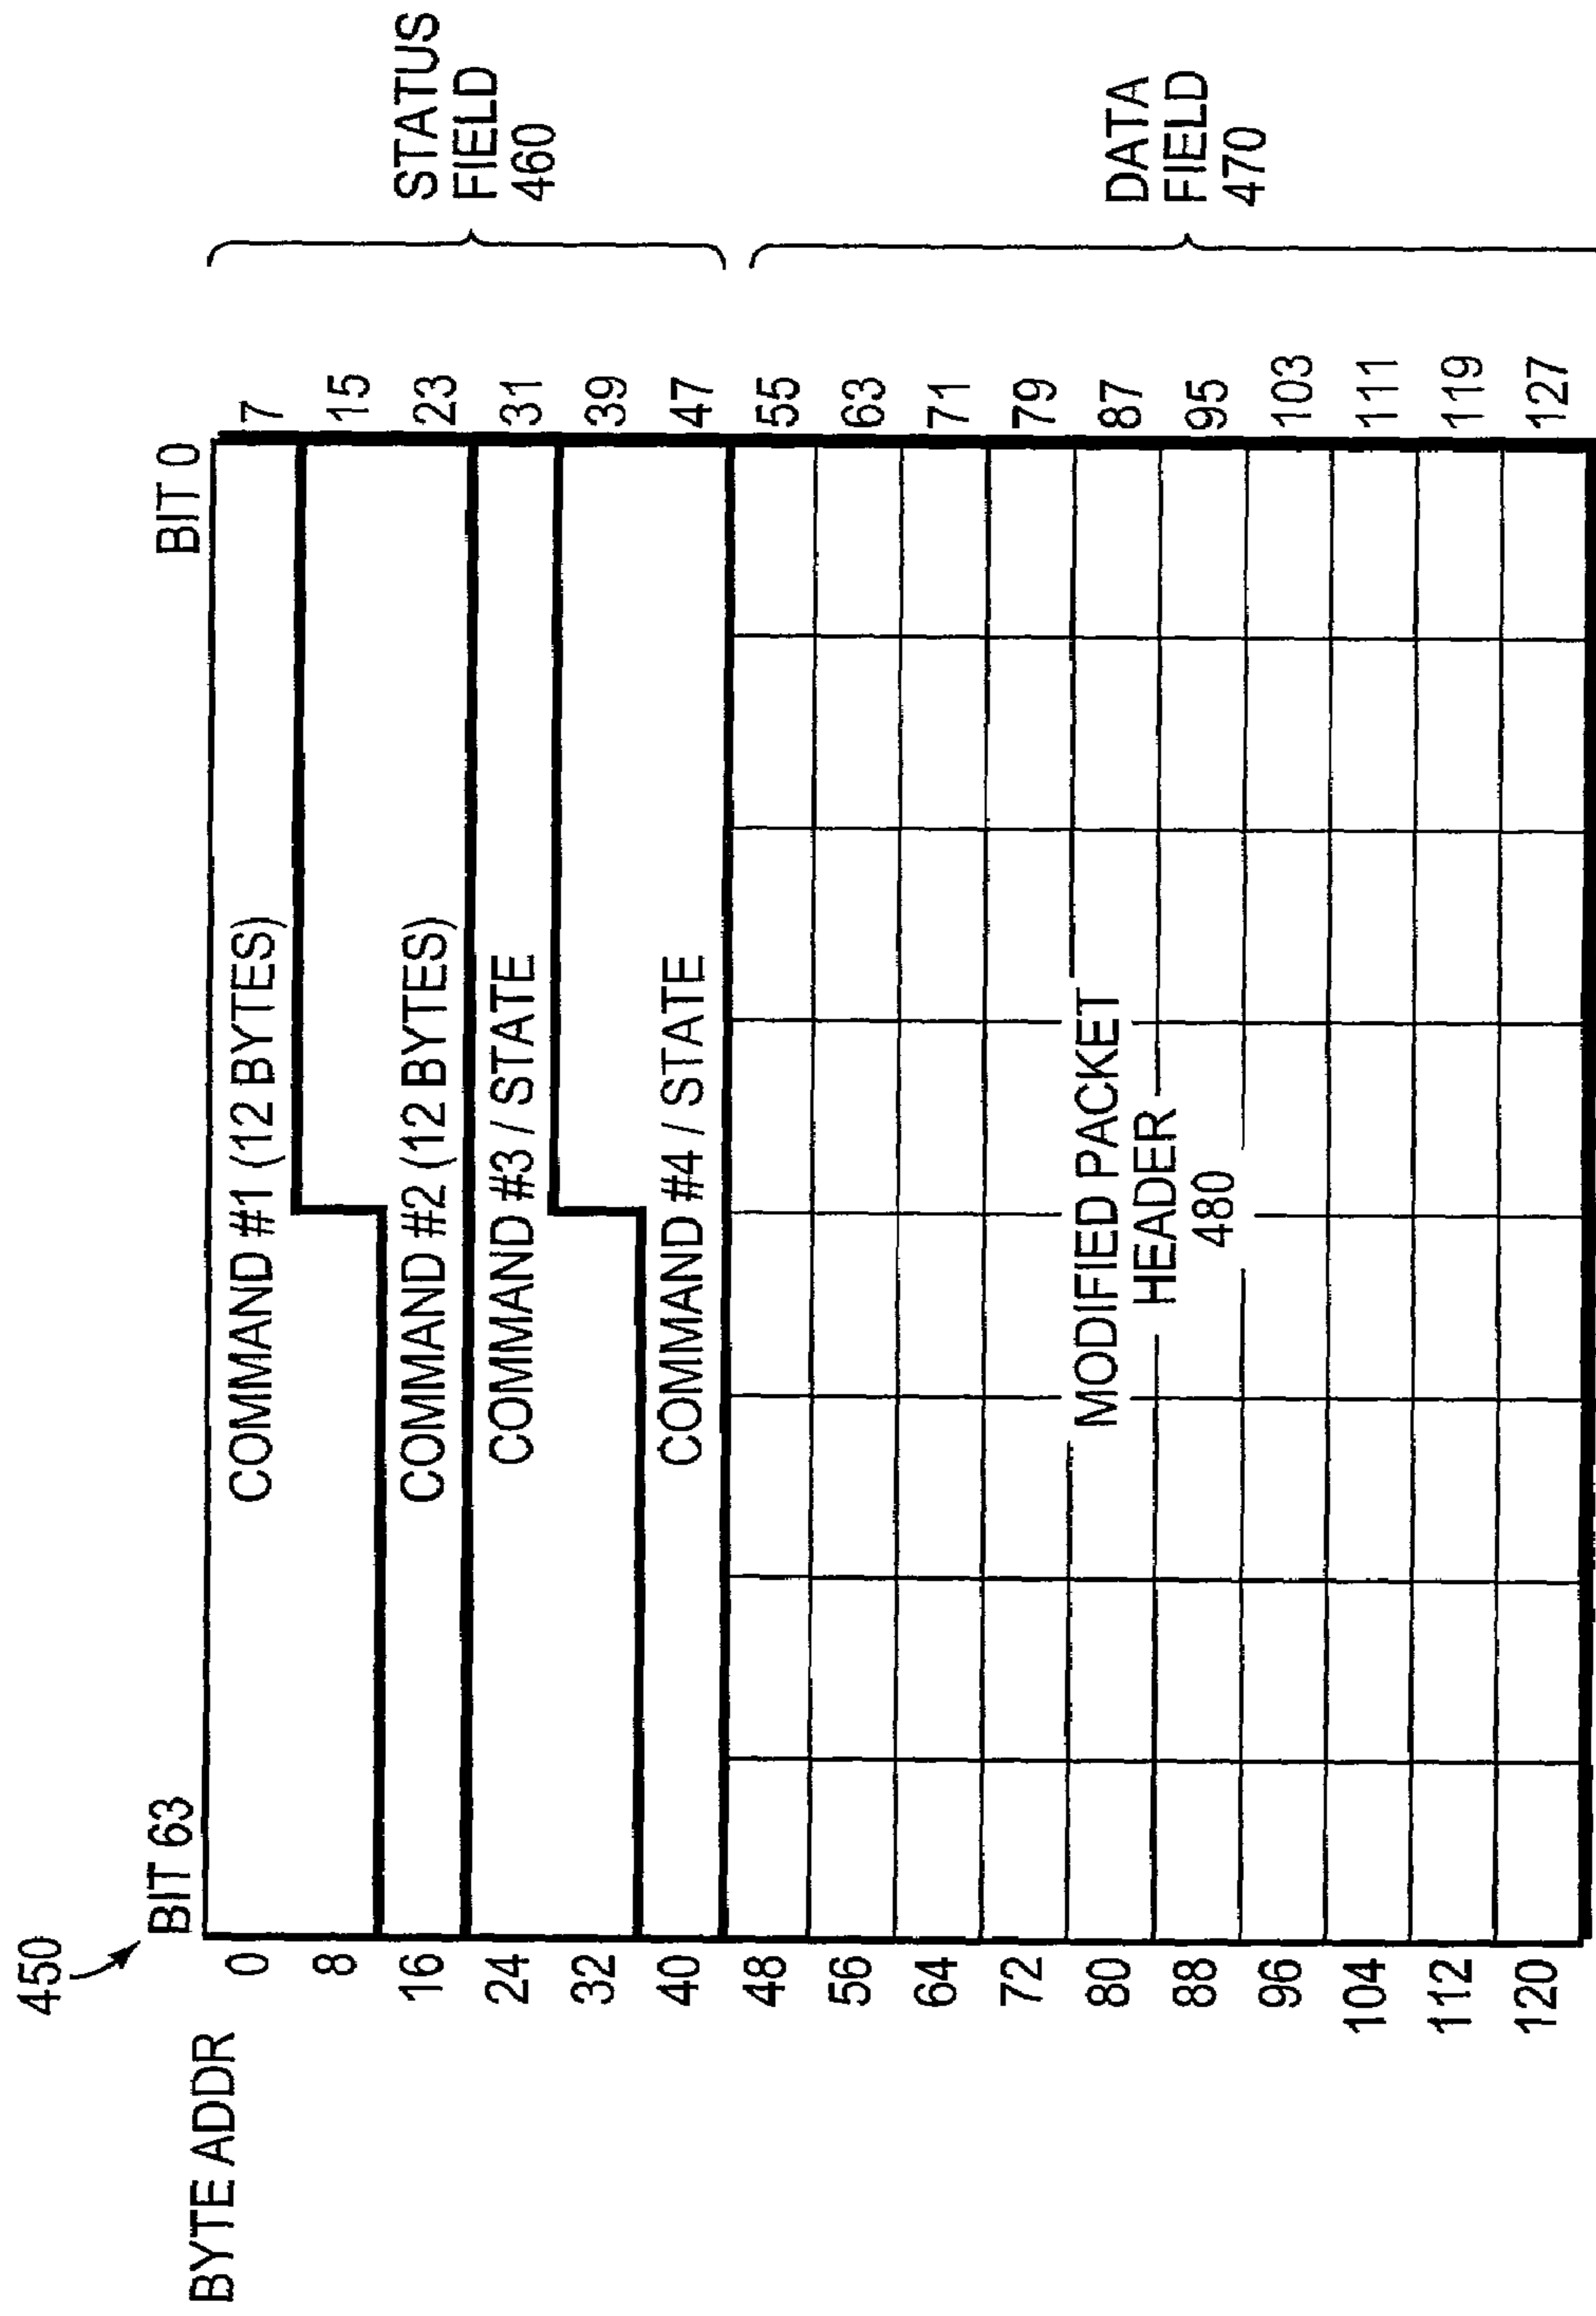 450
BYTE ADDR
BIT 63
BIT 0
0
COMMAND #1 (12 BYTES)
7
8
15
16
COMMAND #2 (12 BYTES)
23
24
COMMAND #3 / STATE
31
32
39
40
COMMAND #4 / STATE
47
STATUS
FIELD
460
48
55
56
63
64
71
72
79
80
87
88
95
96
103
104
111
112
119
120
127
MODIFIED PACKET
HEADER
480
DATA
FIELD
470